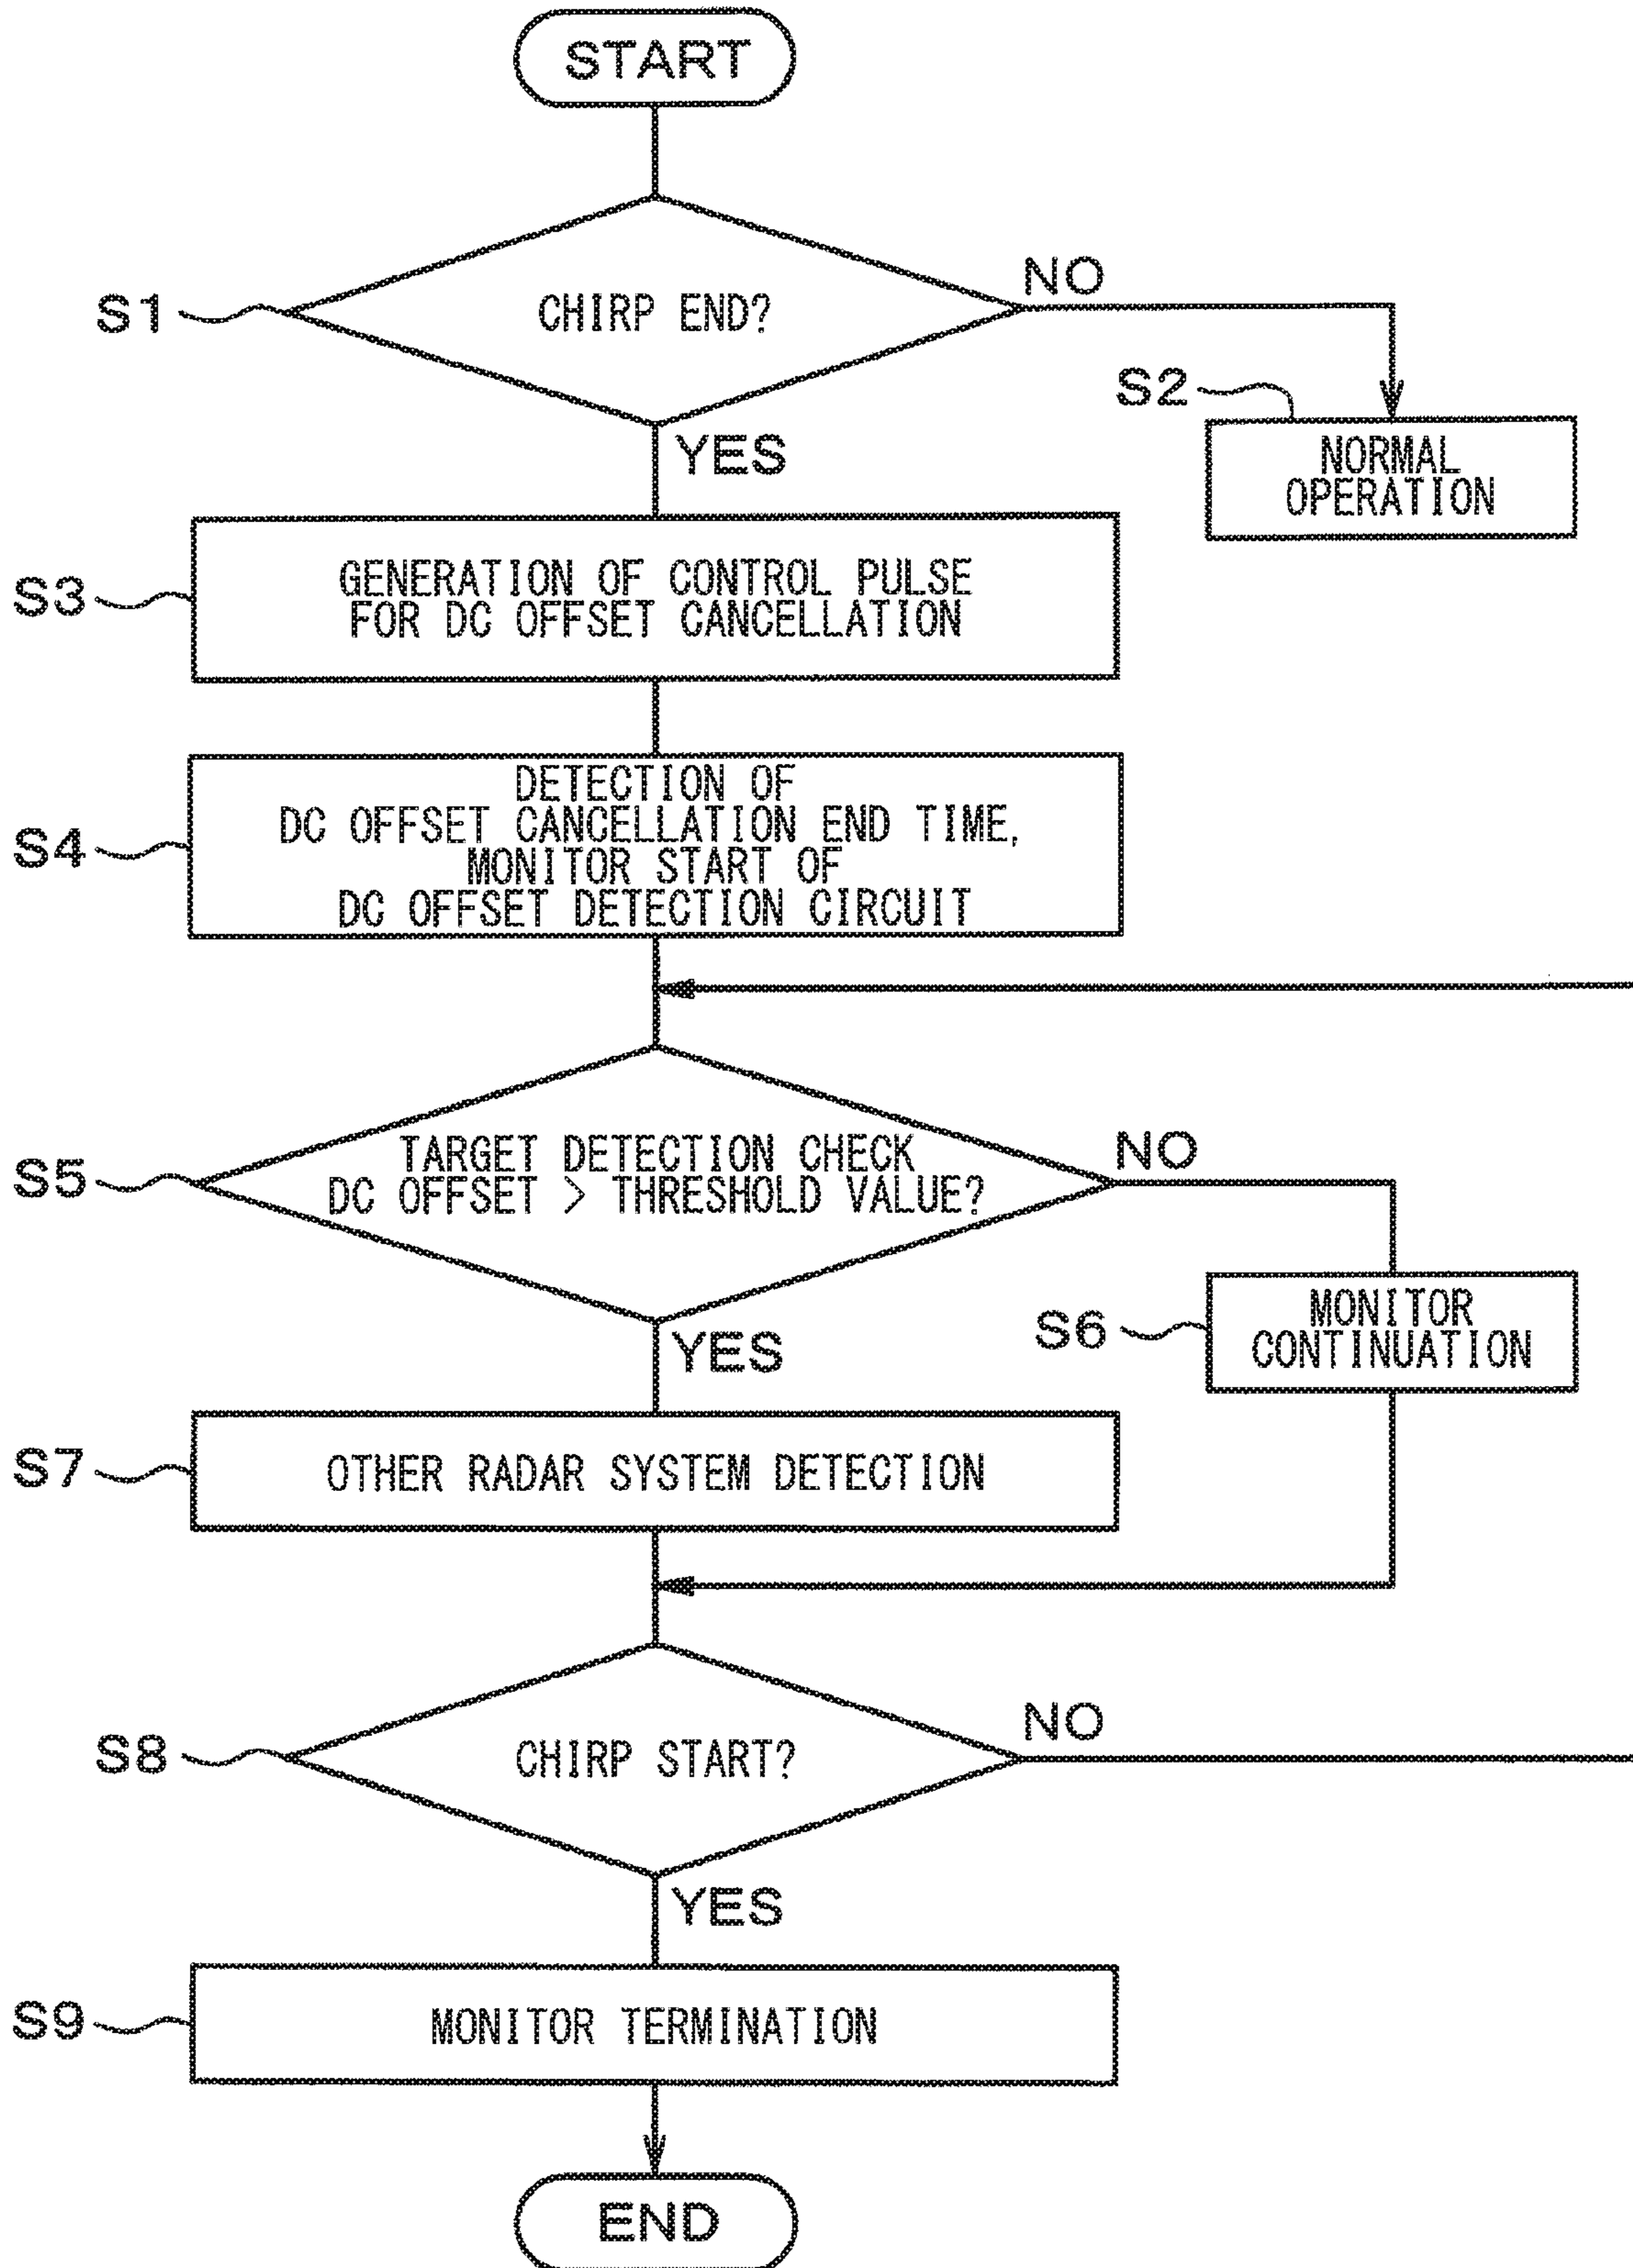 START
S1
CHIRP END?
NO
S2
NORMAL
OPERATION
YES
S3
GENERATION OF CONTROL PULSE
FOR DC OFFSET CANCELLATION
S4
DETECTION OF
DC OFFSET CANCELLATION END TIME,
MONITOR START OF
DC OFFSET DETECTION CIRCUIT
S5
TARGET DETECTION CHECK
DC OFFSET > THRESHOLD VALUE?
NO
S6
MONITOR
CONTINUATION
YES
S7
OTHER RADAR SYSTEM DETECTION
S8
CHIRP START?
NO
YES
S9
MONITOR TERMINATION
END